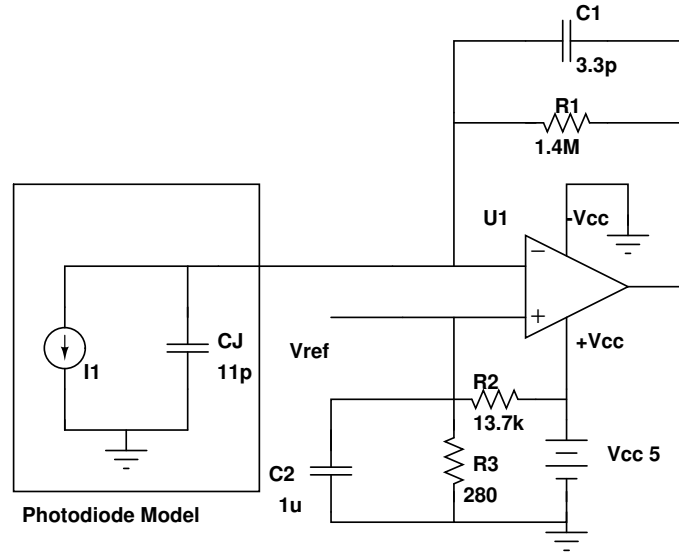 C1
3.3p
R1
1.4M
U1
-Vcc
−
+
+Vcc
Vref
I1
CJ
11p
R2
13.7k
C2
1u
R3
280
Vcc 5
Photodiode Model